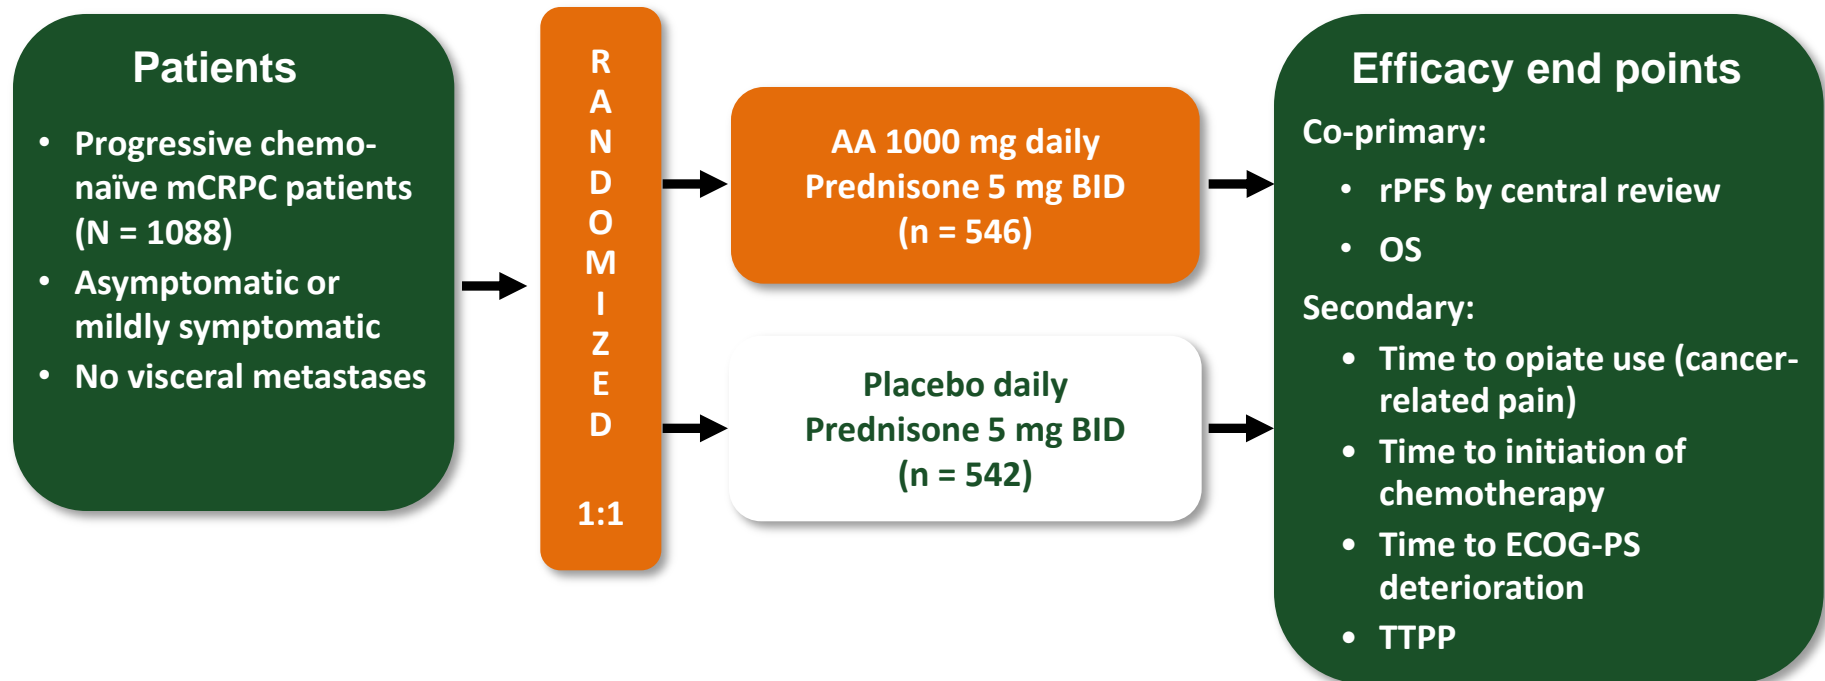 Patients
• Progressive chemo-
naïve mCRPC patients
(N = 1088)
• Asymptomatic or
mildly symptomatic
• No visceral metastases
R
A
N
D
O
M
I
Z
E
D
1:1
AA 1000 mg daily
Prednisone 5 mg BID
(n = 546)
Placebo daily
Prednisone 5 mg BID
(n = 542)
Efficacy end points
Co-primary:
• rPFS by central review
• OS
Secondary:
• Time to opiate use (cancer-
related pain)
• Time to initiation of
chemotherapy
• Time to ECOG-PS
deterioration
• TTPP